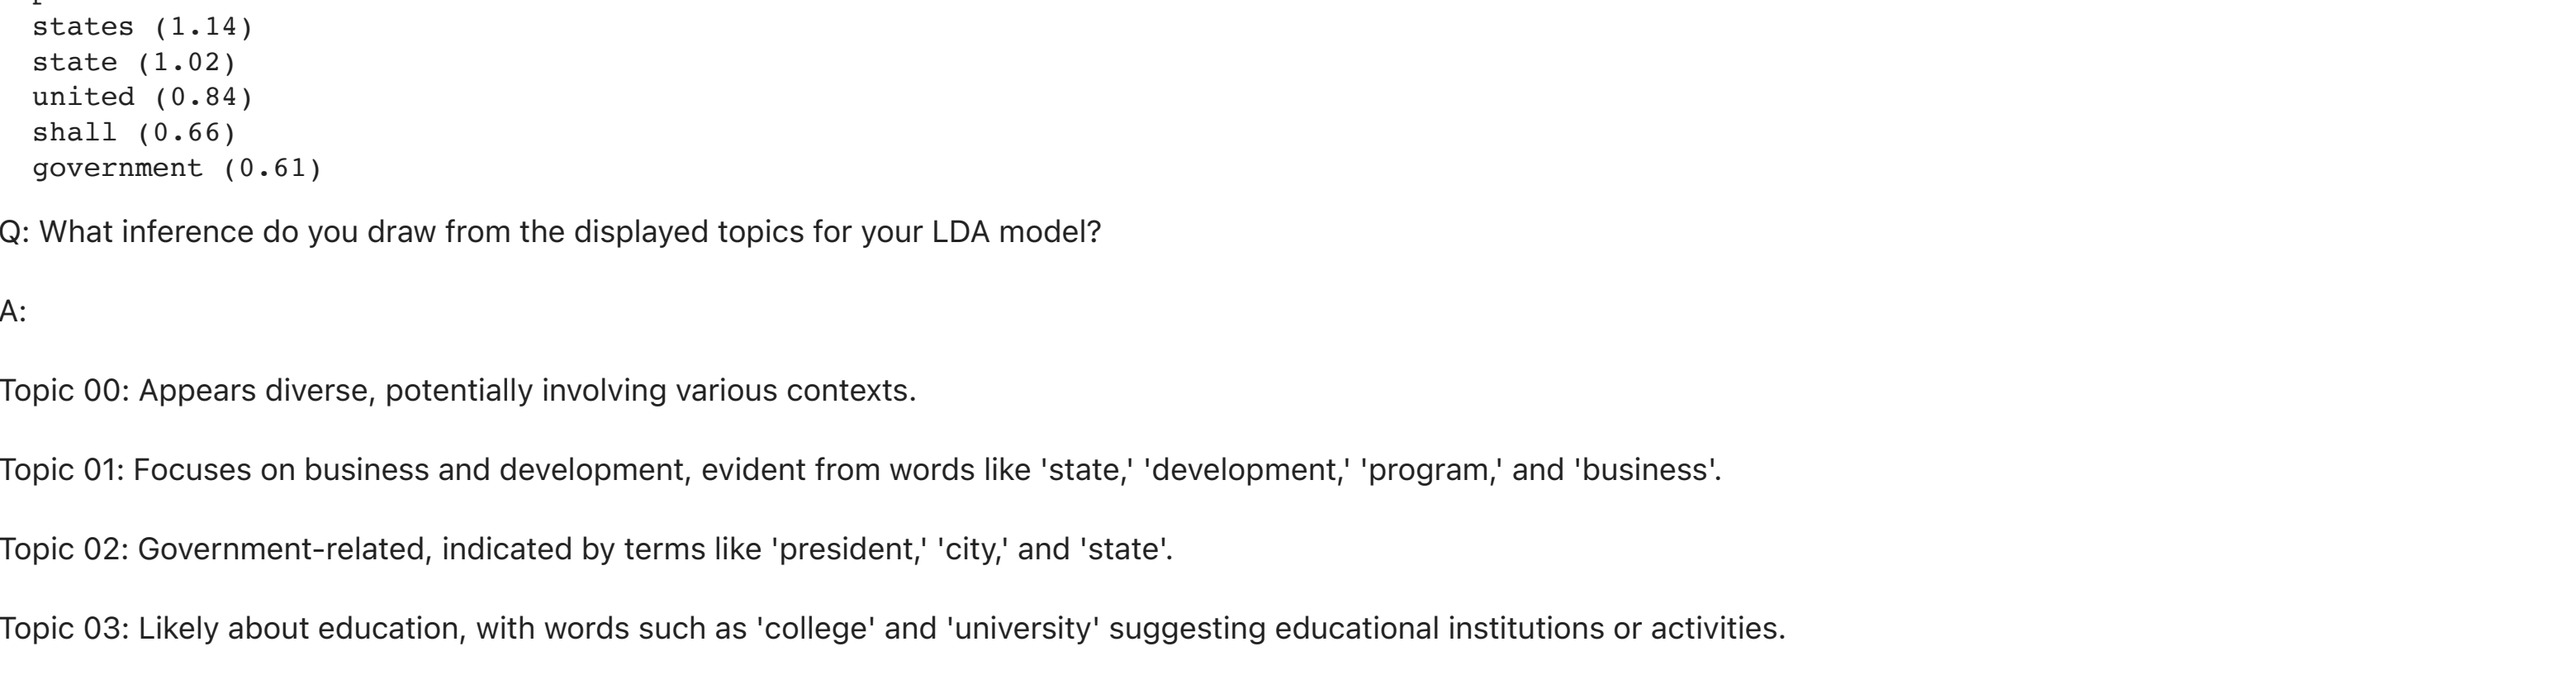 states (1.14)
state (1.02)
united (0.84)
shall (0.66)
government (0.61)
Q: What inference do you draw from the displayed topics for your LDA model?
A:
Topic 00: Appears diverse, potentially involving various contexts.
Topic 01: Focuses on business and development, evident from words like 'state,' 'development,' 'program,' and 'business'.
Topic 02: Government-related, indicated by terms like 'president,' 'city,' and 'state'.
Topic 03: Likely about education, with words such as 'college' and 'university' suggesting educational institutions or activities.